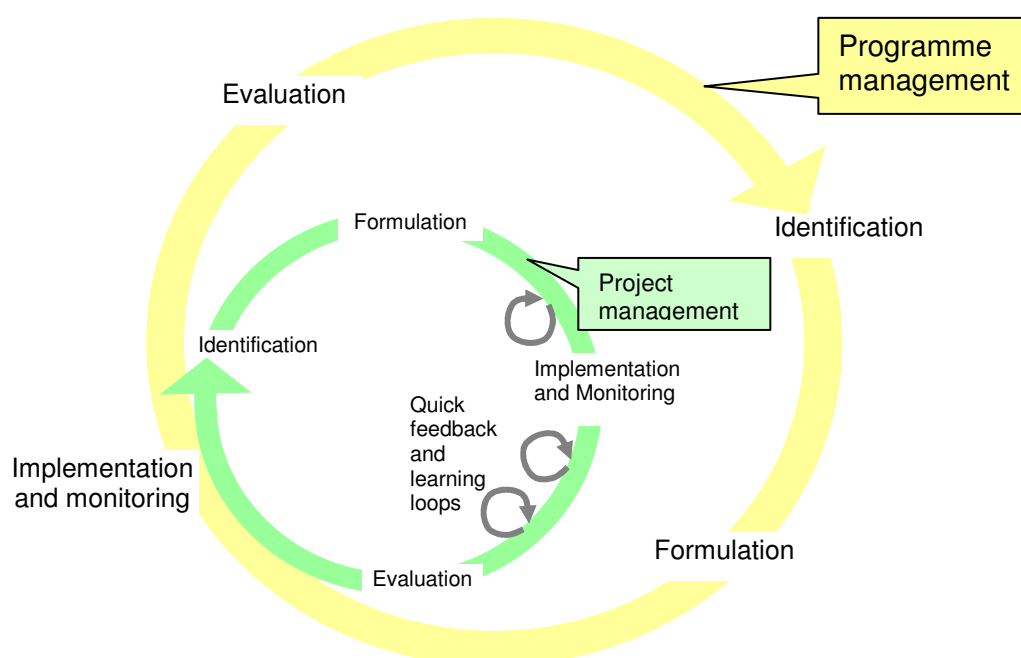 Programme
management
Evaluation
Formulation
Identification
Project
management
Identification
Implementation
and Monitoring
Quick
feedback
and
learning
loops
Implementation
and monitoring
Formulation
Evaluation